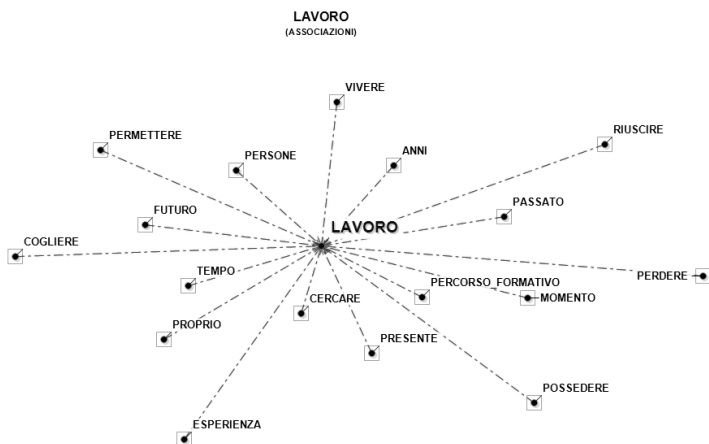 LAVORO
(ASSOCIAZIONI)
VIVERE
PERMETTERE
RIUSCIRE
PERSONE
ANNI
FUTURO
PASSATO
LAVORO
COGLIERE
TEMPO
PERCORSO_FORMATIVO
PERDERE
MOMENTO
CERCARE
PROPRIO
PRESENTE
POSSEDERE
ESPERIENZA